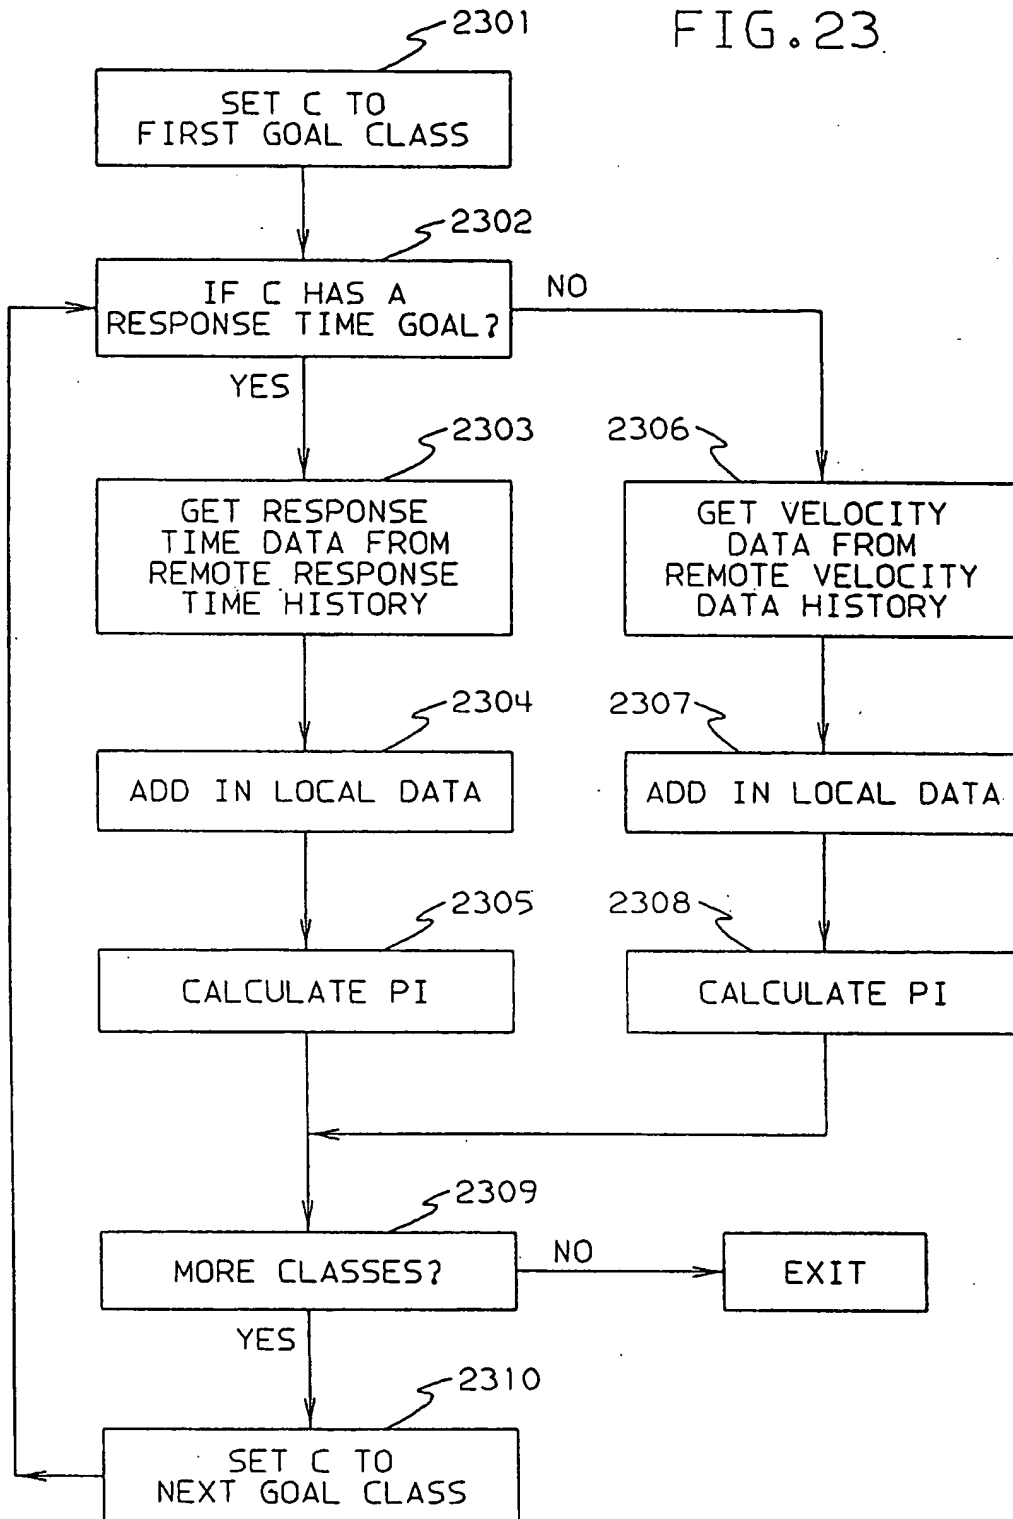 FIG.23
2301
SET C TO
FIRST GOAL CLASS
2302
IF C HAS A
RESPONSE TIME GOAL?
NO
YES
2303
GET RESPONSE
TIME DATA FROM
REMOTE RESPONSE
TIME HISTORY
2306
GET VELOCITY
DATA FROM
REMOTE VELOCITY
DATA HISTORY
2304
ADD IN LOCAL DATA
2307
ADD IN LOCAL DATA
2305
CALCULATE PI
2308
CALCULATE PI
2309
MORE CLASSES?
NO
EXIT
YES
2310
SET C TO
NEXT GOAL CLASS